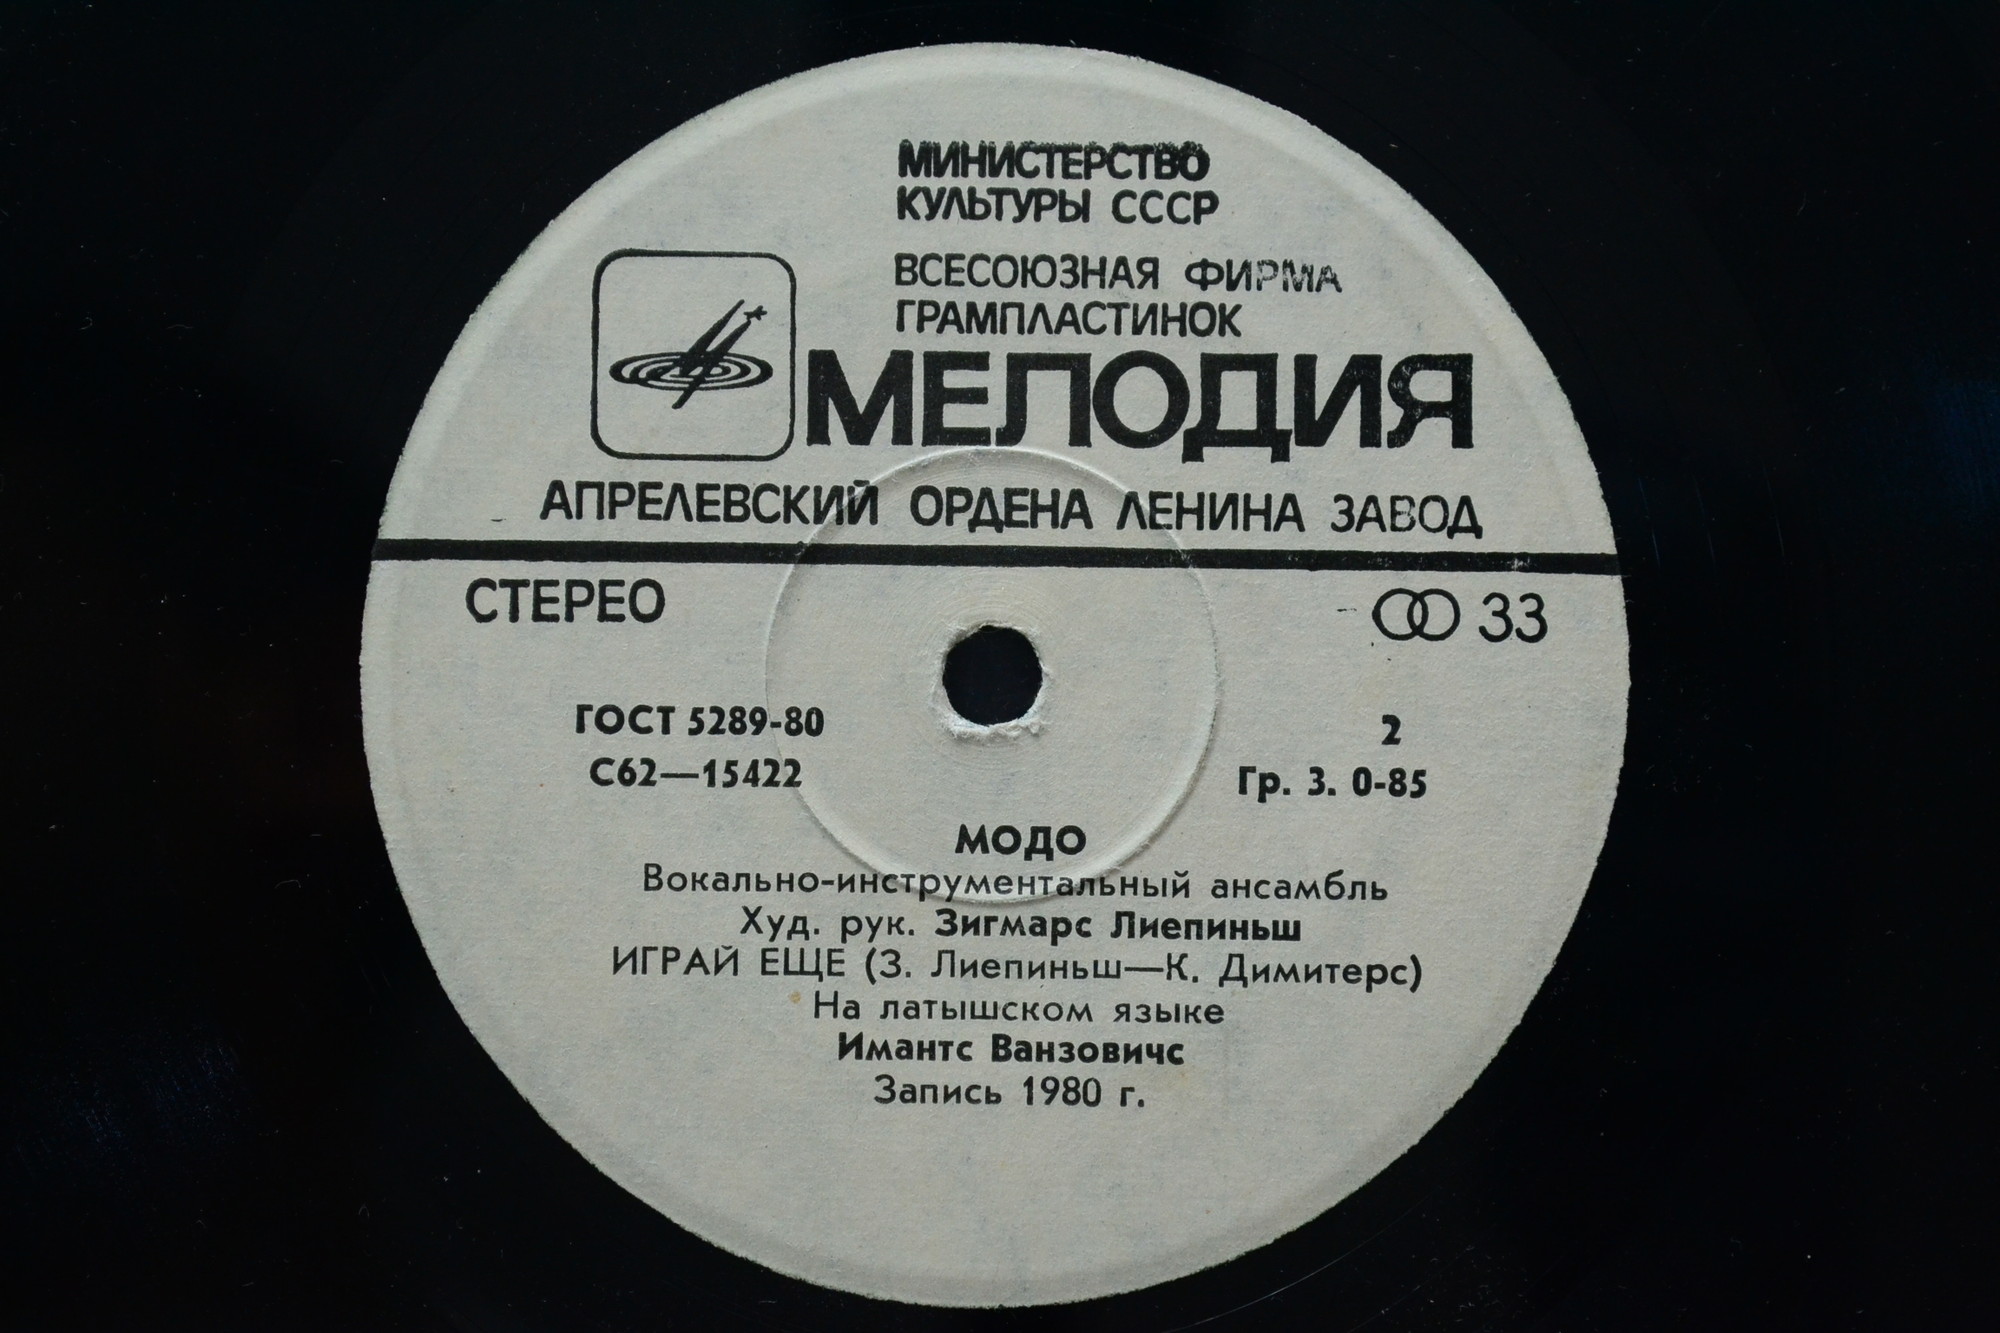 МИНИСТЕРСТВО
КУЛЬТУРЫ СССР
ВСЕСОЮЗНАЯ ФИРМА
ГРАМПЛАСТИНОК
МЕЛОДИЯ
АПРЕЛЕВСКИЙ ОРДЕНА ЛЕНИНА ЗАВОД
СТЕРЕО
33
ГОСТ 5289-80
2
С62—15422
Гр. 3. 0-85
МОДО
Вокально-инструментальный ансамбль
Худ. рук. Зигмарс Лиепиньш
ИГРАЙ ЕЩЕ (З. Лиепиньш—К. Димитерс)
На латышском языке
Имантс Ванзовичс
Запись 1980 г.